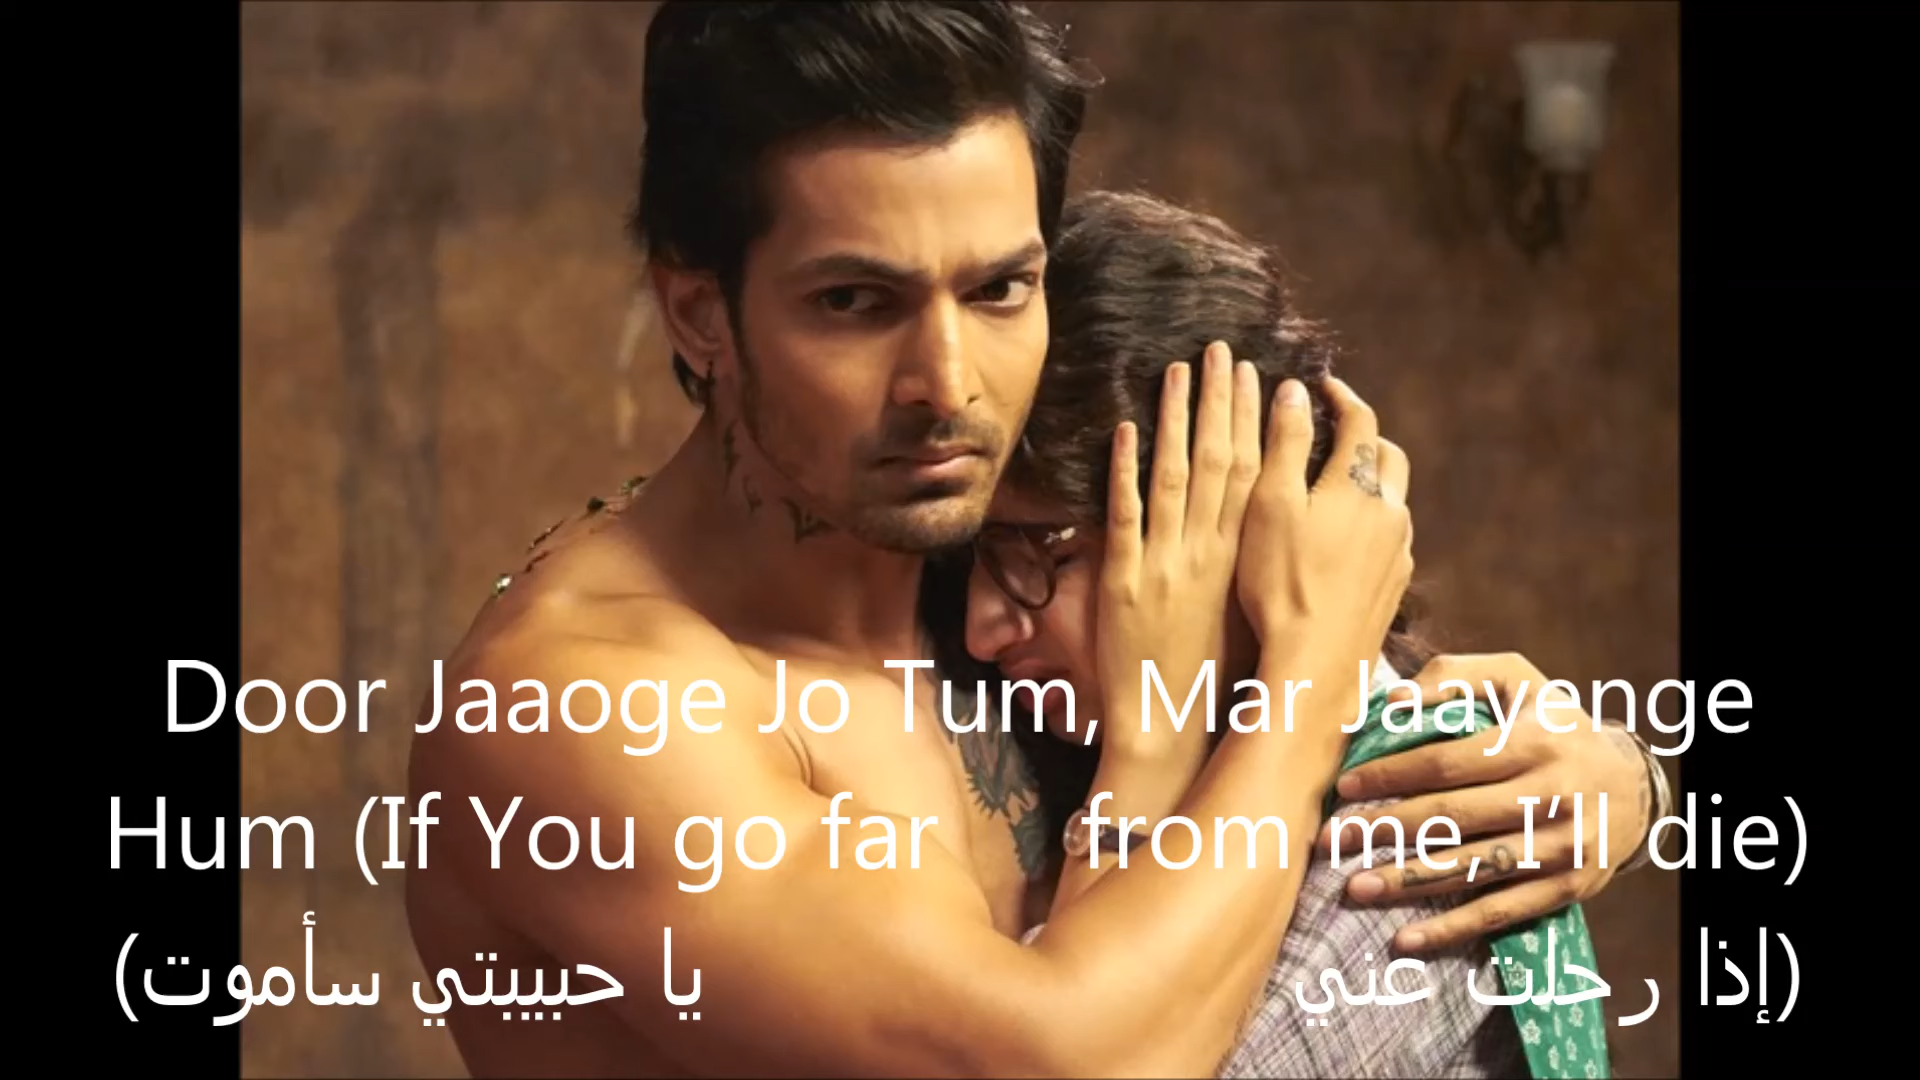 Door Jaaoge Jo Tum, Mar Jaayenge
Hum (If You go far from me, I’ll die)
(إذا رحلت عني يا حبيبتي سأموت)